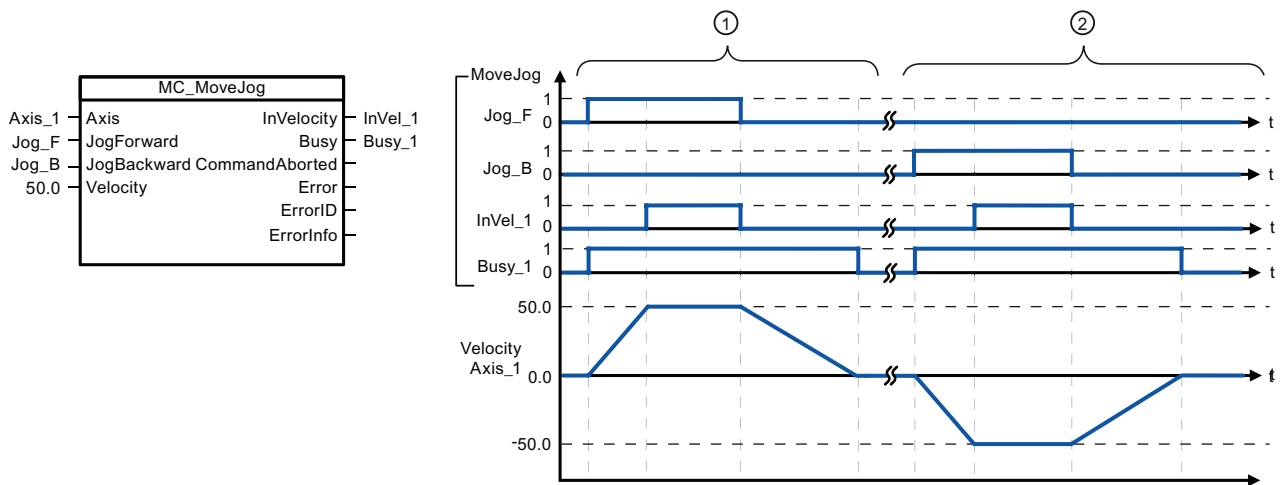 ① ②
MC_MoveJog
Axis_1 Axis InVelocity InVel_1
Jog_F JogForward Busy Busy_1
Jog_B JogBackward CommandAborted
50.0 Velocity Error
ErrorID
ErrorInfo
MoveJog
Jog_F 1 0 t
Jog_B 1 0 t
InVel_1 1 0 t
Busy_1 1 0 t
50.0
Velocity
Axis_1 0.0 t
-50.0